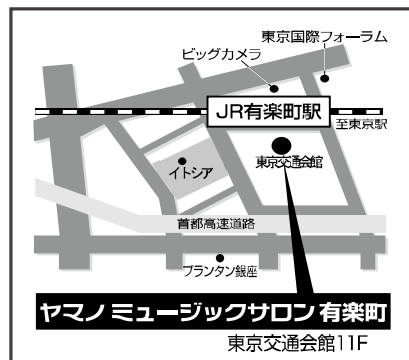 東京国際フォーラム
ビッグカメラ
JR有楽町駅
至東京駅
東京交通会館
イトシア
首都高速道路
プランタン銀座
ヤマノ ミュージックサロン 有楽町
東京交通会館11F